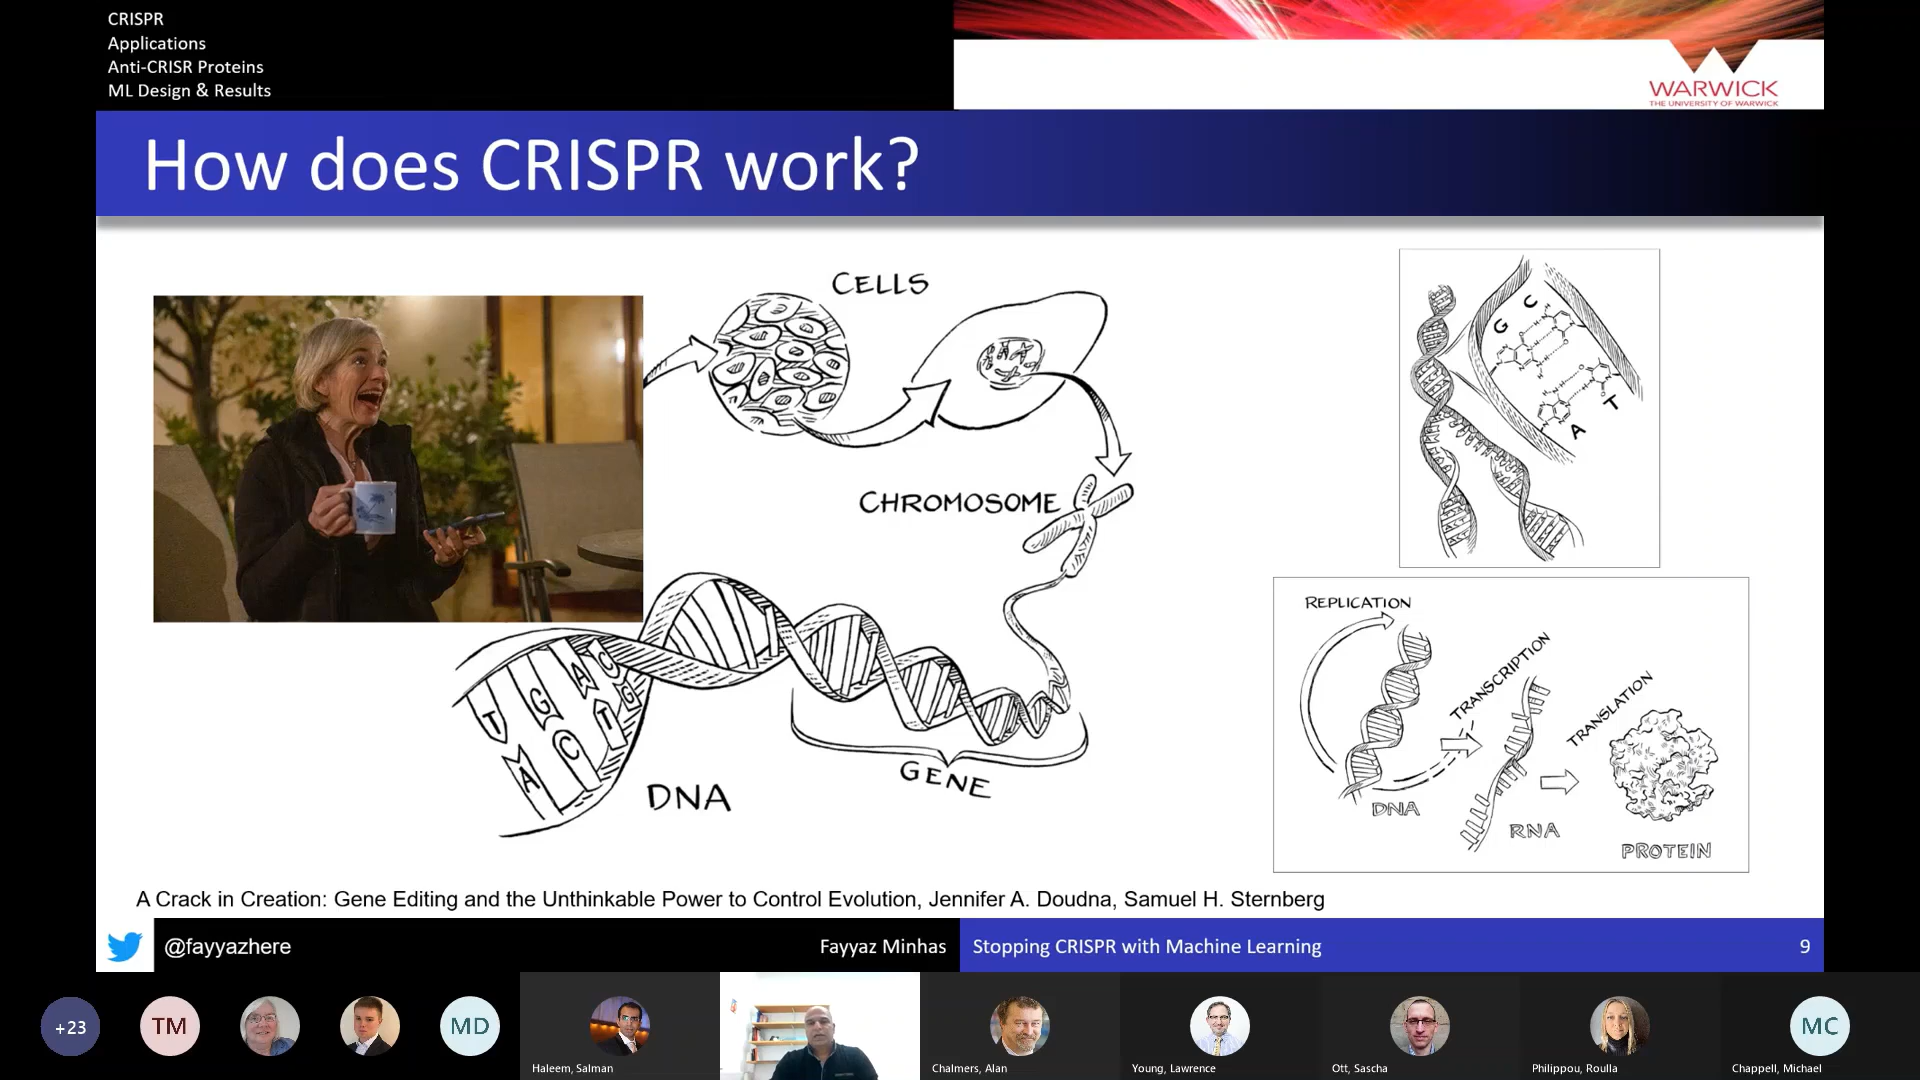 CRISPR
Applications
Anti-CRISR Proteins
ML Design & Results
WARWICK
THE UNIVERSITY OF WARWICK
How does CRISPR work?
CELLS
CHROMOSOME
GENE
DNA
T
A
G
C
A
T
C
G
G
C
A
T
REPLICATION
TRANSCRIPTION
TRANSLATION
DNA
RNA
PROTEIN
A Crack in Creation: Gene Editing and the Unthinkable Power to Control Evolution, Jennifer A. Doudna, Samuel H. Sternberg
@fayyazhere
Fayyaz Minhas
Stopping CRISPR with Machine Learning
9
+23
TM
MD
Haleem, Salman
Chalmers, Alan
Young, Lawrence
Ott, Sascha
Philippou, Roulla
MC
Chappell, Michael